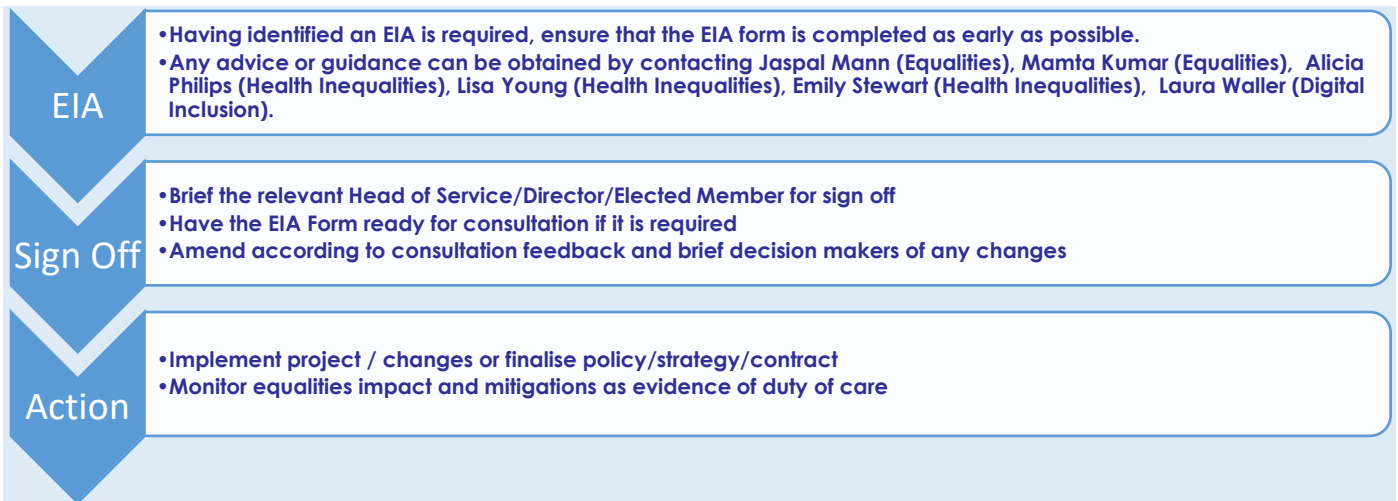 EIA
•Having identified an EIA is required, ensure that the EIA form is completed as early as possible.
•Any advice or guidance can be obtained by contacting Jaspal Mann (Equalities), Mamta Kumar (Equalities), Alicia
Philips (Health Inequalities), Lisa Young (Health Inequalities), Emily Stewart (Health Inequalities), Laura Waller (Digital
Inclusion).
Sign Off
•Brief the relevant Head of Service/Director/Elected Member for sign off
•Have the EIA Form ready for consultation if it is required
•Amend according to consultation feedback and brief decision makers of any changes
Action
•Implement project / changes or finalise policy/strategy/contract
•Monitor equalities impact and mitigations as evidence of duty of care